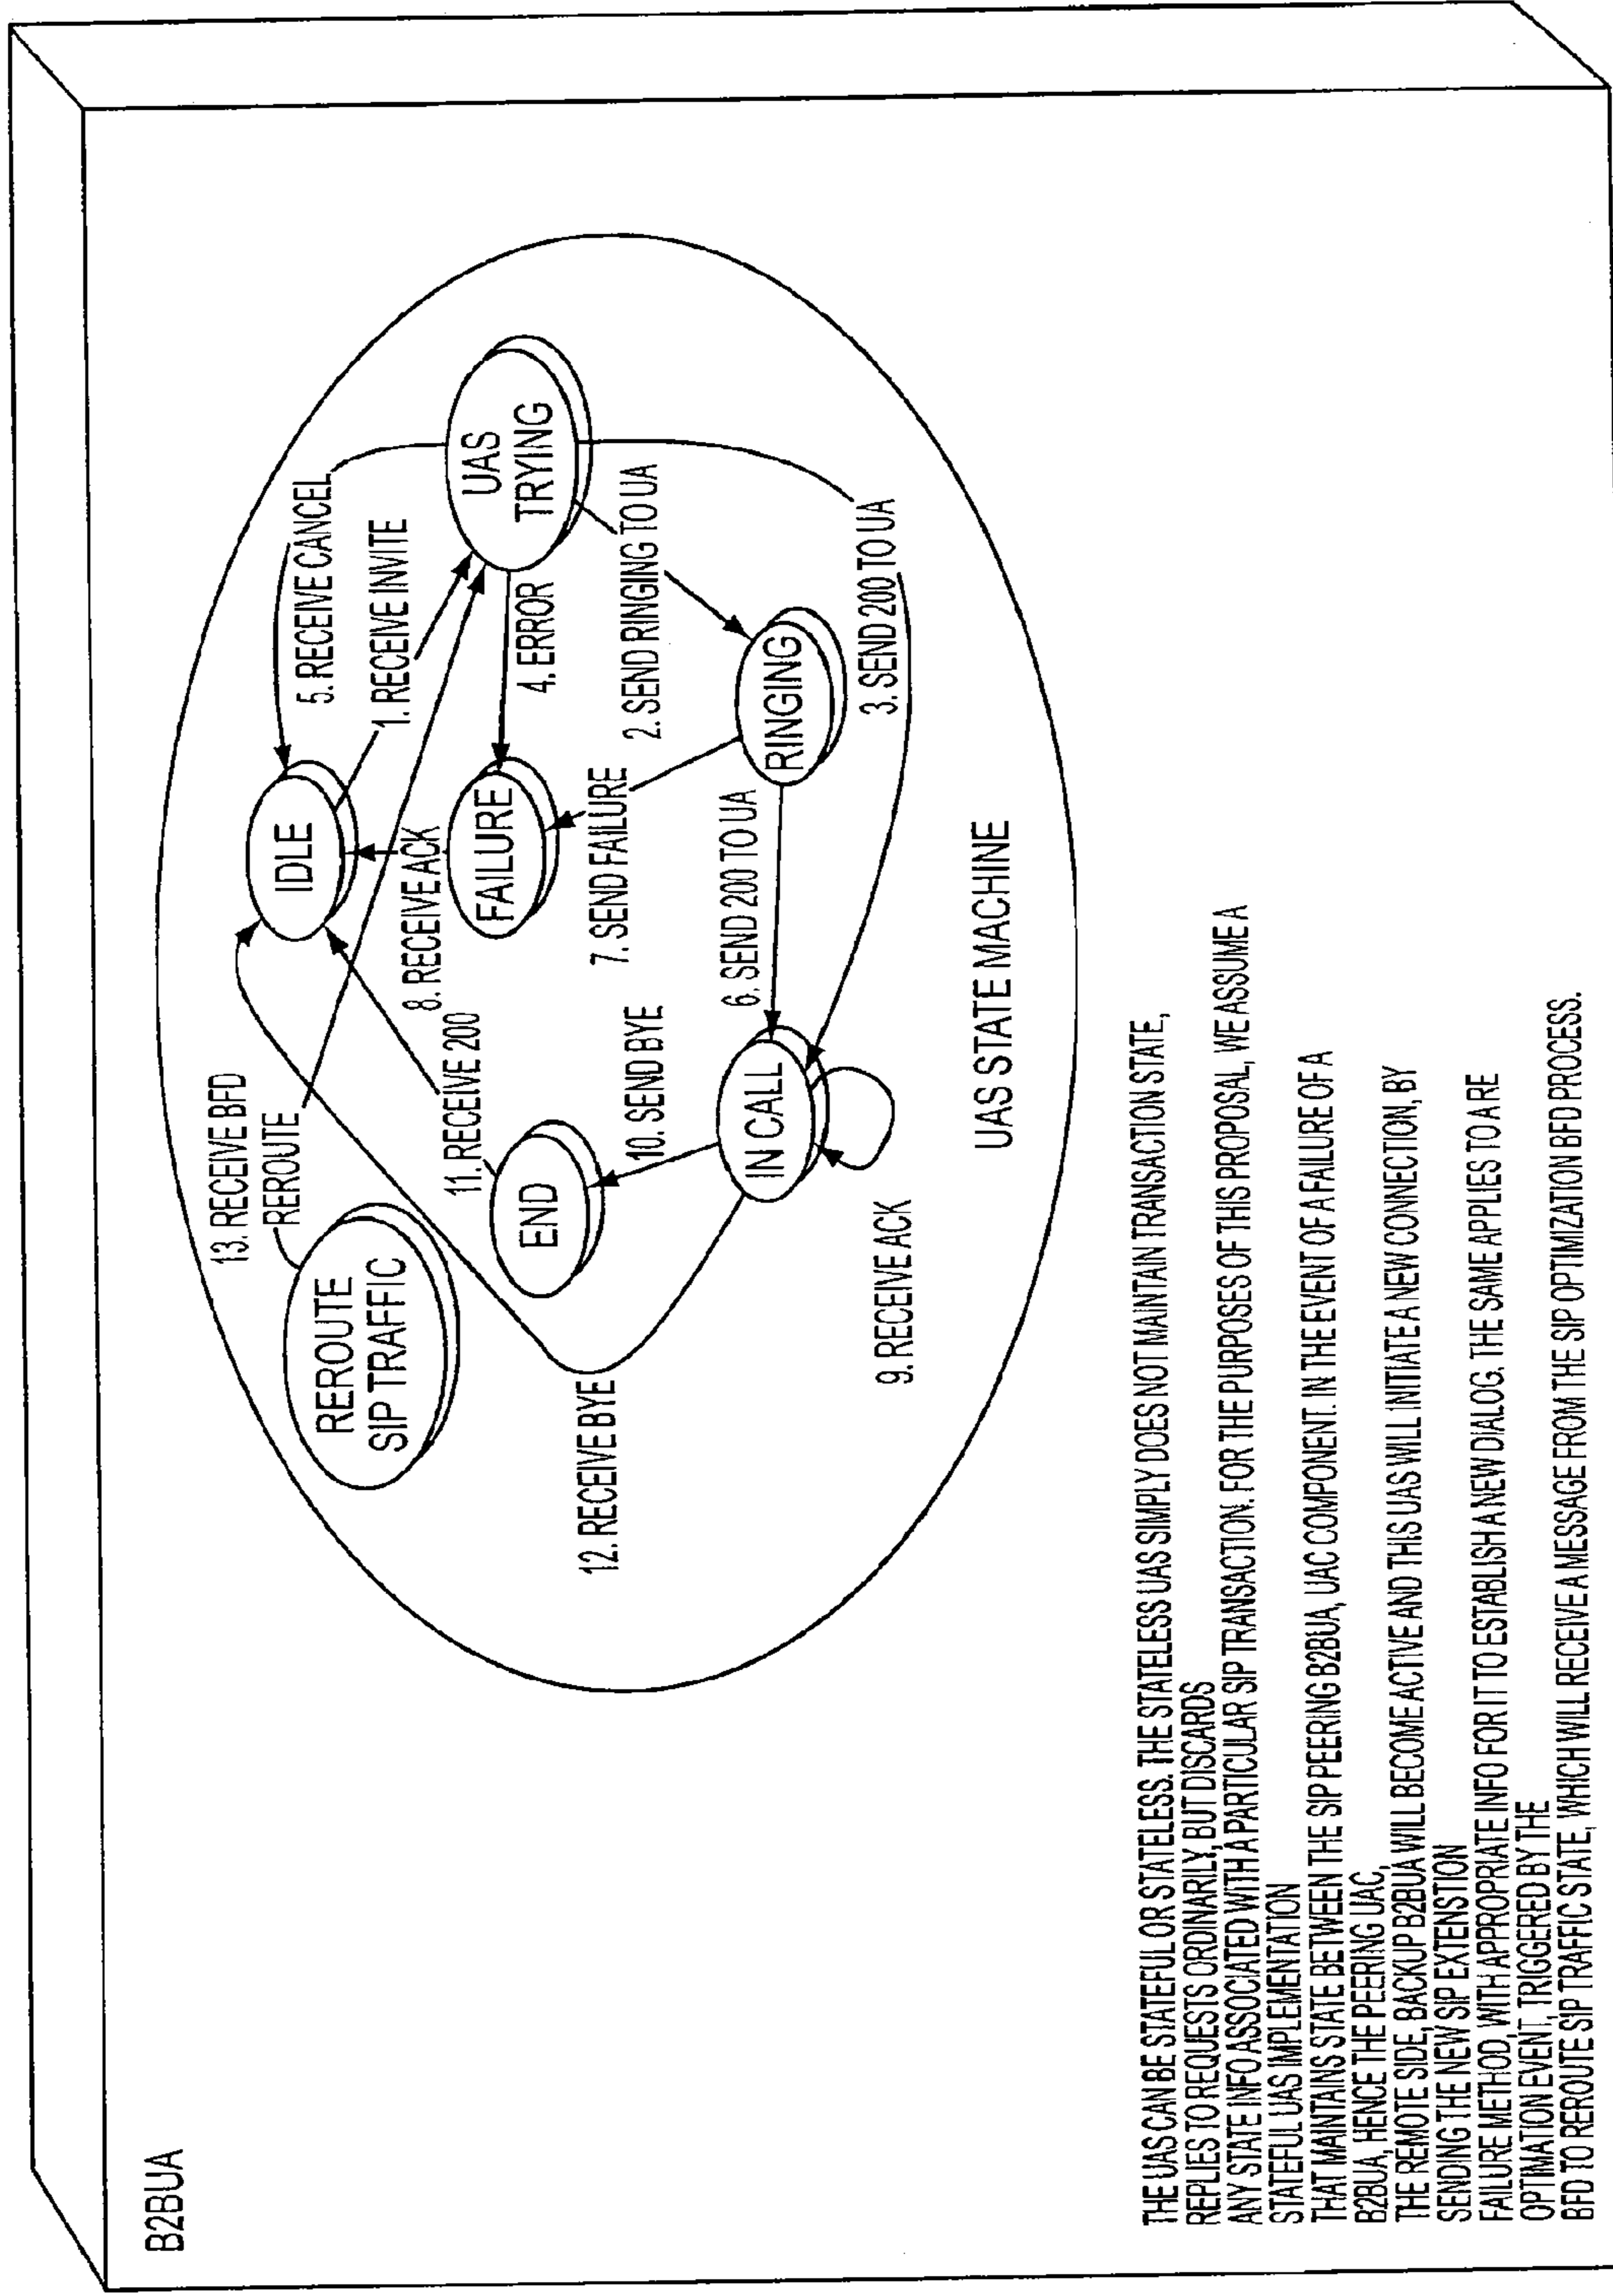 B2BUA
13. RECEIVE BFD
REROUTE
REROUTE
SIP TRAFFIC
IDLE
5. RECEIVE CANCEL
1. RECEIVE INVITE
UAS
TRYING
8. RECEIVE ACK
11. RECEIVE 200
FAILURE
4. ERROR
END
7. SEND FAILURE
2. SEND RINGING TO UA
12. RECEIVE BYE
10. SEND BYE
6. SEND 200 TO UA
RINGING
IN CALL
3. SEND 200 TO UA
9. RECEIVE ACK
UAS STATE MACHINE
THE UAS CAN BE STATEFUL OR STATELESS. THE STATELESS UAS SIMPLY DOES NOT MAINTAIN TRANSACTION STATE,
REPLIES TO REQUESTS ORDINARILY, BUT DISCARDS
ANY STATE INFO ASSOCIATED WITH A PARTICULAR SIP TRANSACTION. FOR THE PURPOSES OF THIS PROPOSAL, WE ASSUME A
STATEFUL UAS IMPLEMENTATION
THAT MAINTAINS STATE BETWEEN THE SIP PEERING B2BUA, UAC COMPONENT. IN THE EVENT OF A FAILURE OF A
B2BUA, HENCE THE PEERING UAC,
THE REMOTE SIDE, BACKUP B2BUA WILL BECOME ACTIVE AND THIS UAS WILL INITIATE A NEW CONNECTION, BY
SENDING THE NEW SIP EXTENSTION
FAILURE METHOD, WITH APPROPRIATE INFO FOR IT TO ESTABLISH A NEW DIALOG. THE SAME APPLIES TO A RE
OPTIMATION EVENT, TRIGGERED BY THE
BFD TO REROUTE SIP TRAFFIC STATE, WHICH WILL RECEIVE A MESSAGE FROM THE SIP OPTIMIZATION BFD PROCESS.